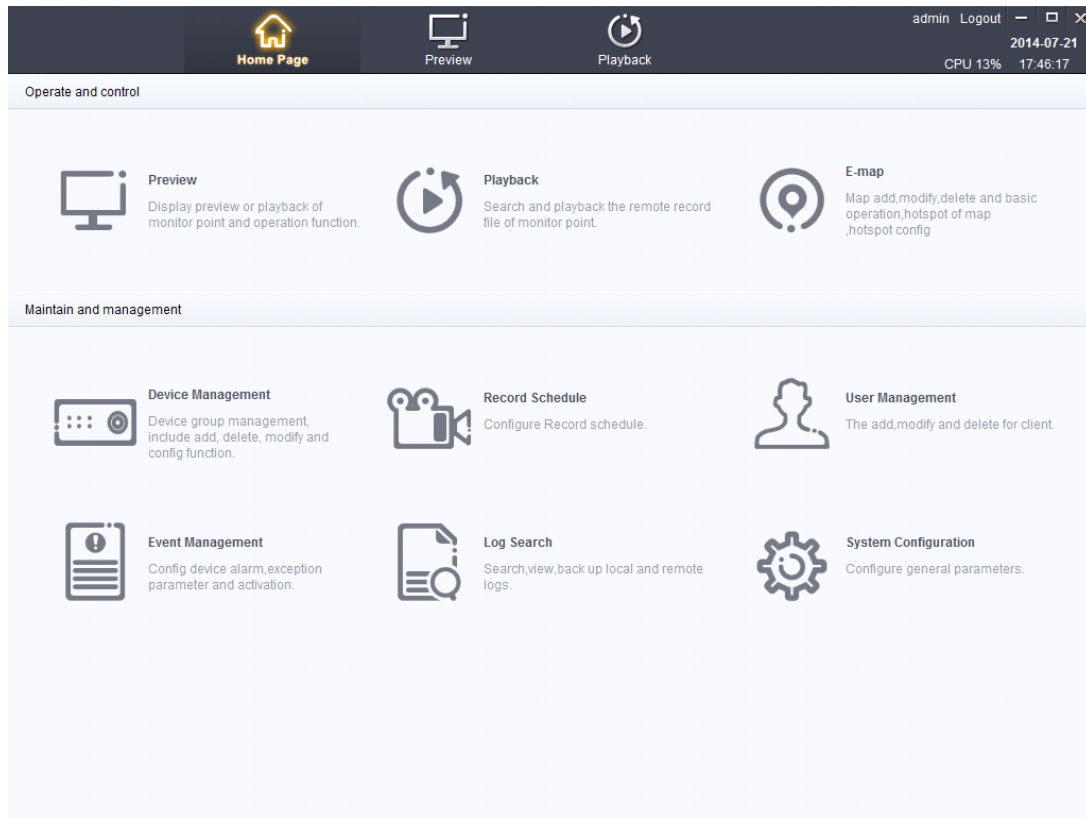 admin Logout
Home Page
Preview
Playback
2014-07-21
CPU 13% 17:46:17
Operate and control
Preview
Display preview or playback of
monitor point and operation function.
Playback
Search and playback the remote record
file of monitor point.
E-map
Map add,modify,delete and basic
operation,hotspot of map
,hotspot config
Maintain and management
Device Management
Device group management,
include add, delete, modify and
config function.
Record Schedule
Configure Record schedule.
User Management
The add,modify and delete for client.
Event Management
Config device alarm,exception
parameter and activation.
Log Search
Search,view,back up local and remote
logs.
System Configuration
Configure general parameters.